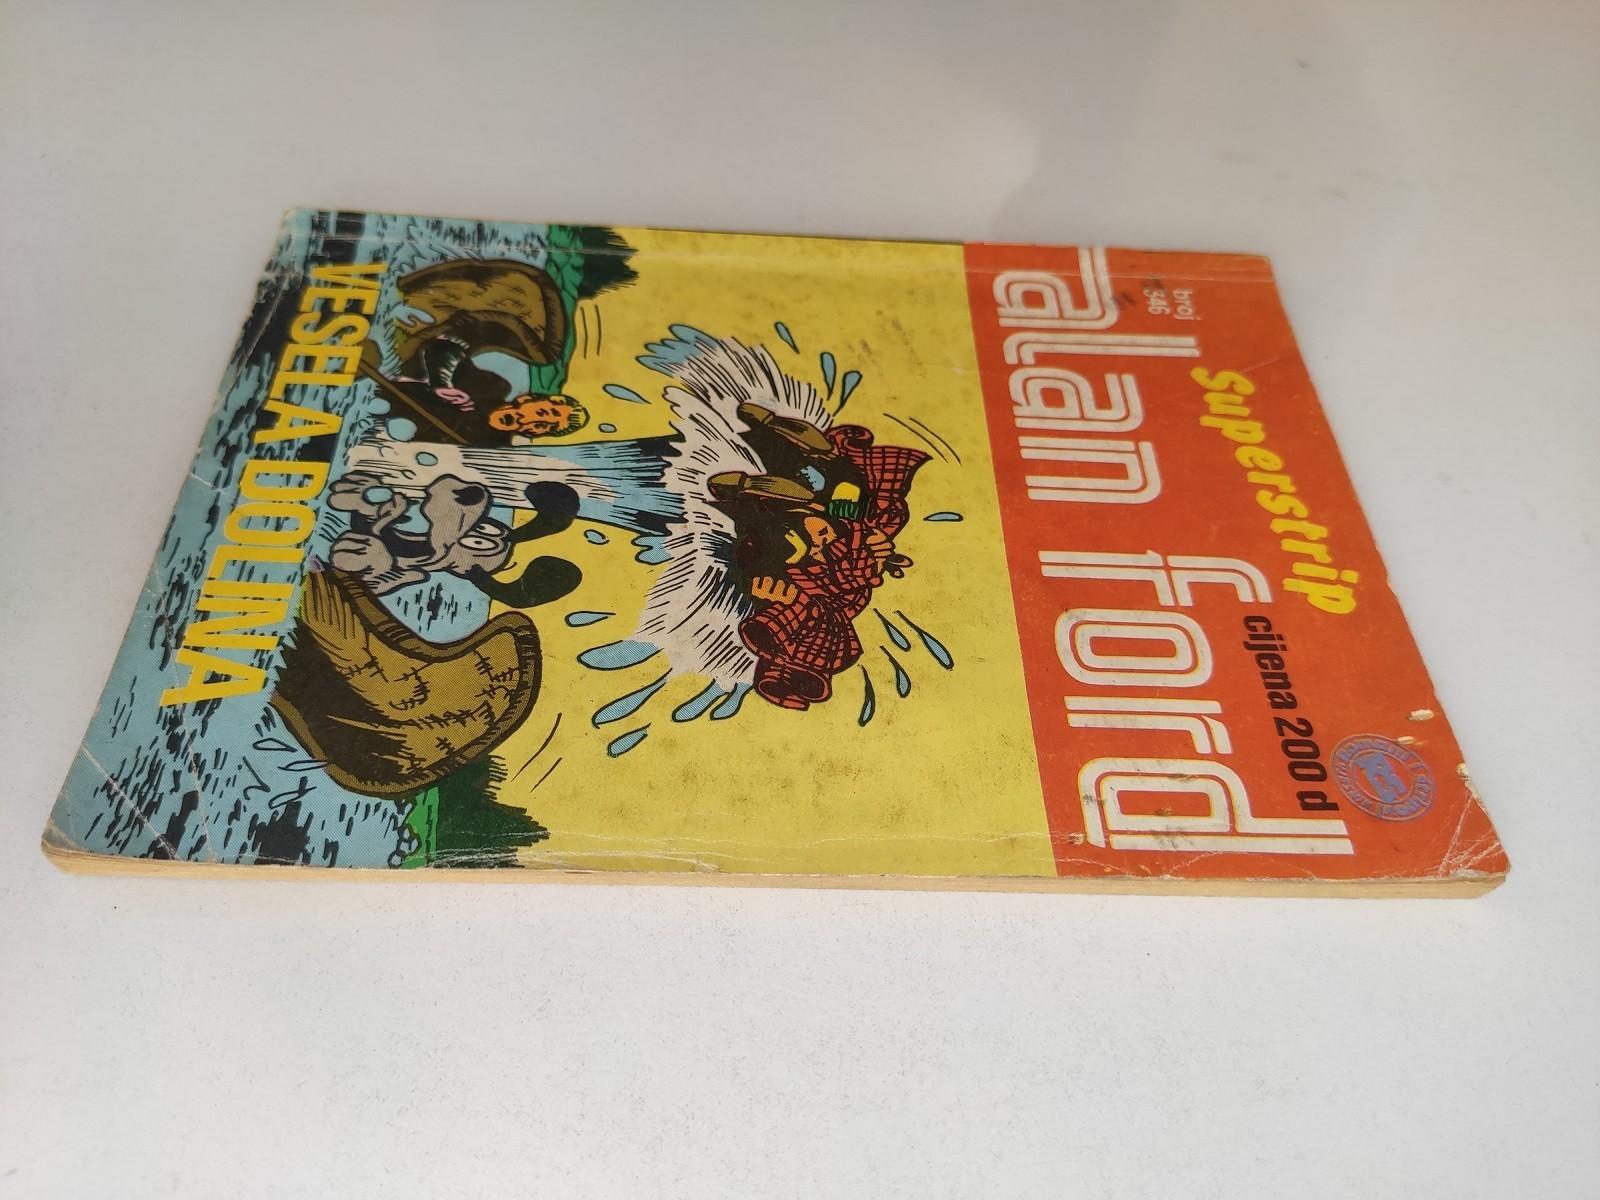 Superstrip
cijena 200 d
broj
346
alan ford
VESELA DOLINA